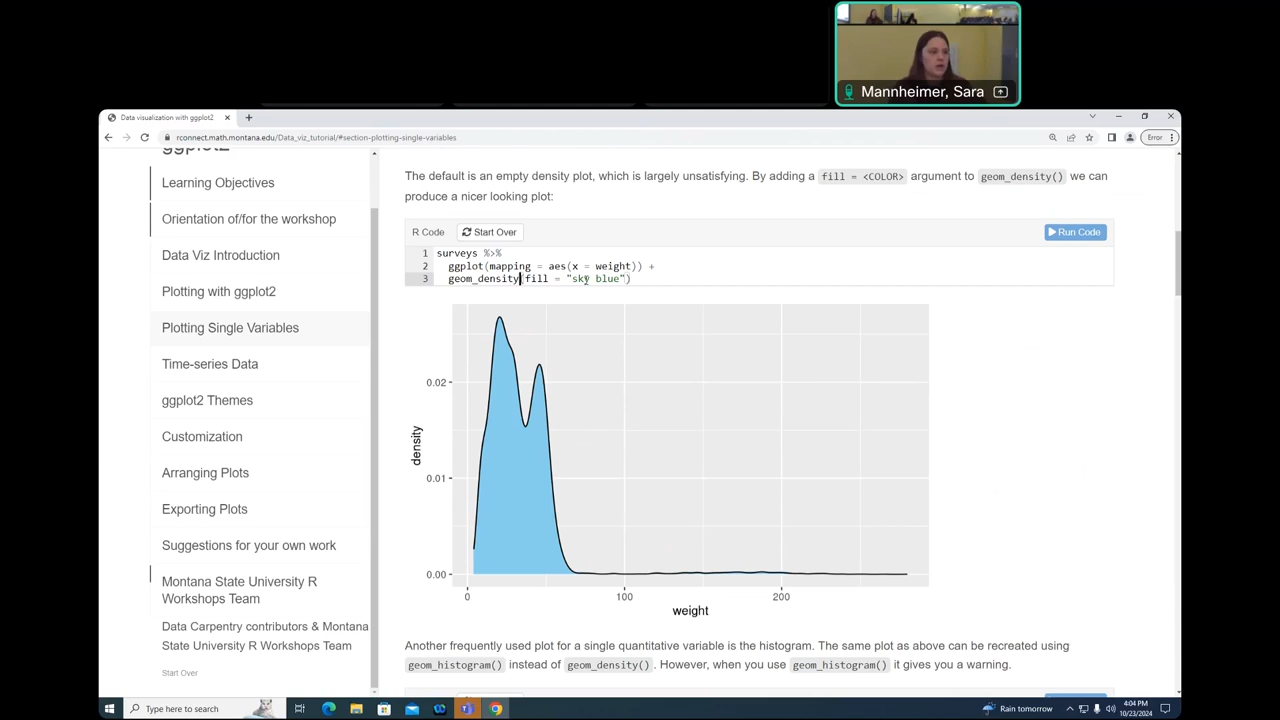 Mannheimer, Sara
Data visualization with ggplot2
rconnect.math.montana.edu/Data_viz_tutorial/#section-plotting-single-variables
Error
ggplot2
Learning Objectives
Orientation of/for the workshop
Data Viz Introduction
Plotting with ggplot2
Plotting Single Variables
Time-series Data
ggplot2 Themes
Customization
Arranging Plots
Exporting Plots
Suggestions for your own work
Montana State University R
Workshops Team
Data Carpentry contributors & Montana
State University R Workshops Team
Start Over
The default is an empty density plot, which is largely unsatisfying. By adding a fill = <COLOR> argument to geom_density() we can
produce a nicer looking plot:
R Code Start Over Run Code
1 surveys %>%
2 ggplot(mapping = aes(x = weight)) +
3 geom_density(fill = "sky blue")
density
0.02
0.01
0.00
0 100 200
weight
Another frequently used plot for a single quantitative variable is the histogram. The same plot as above can be recreated using
geom_histogram() instead of geom_density(). However, when you use geom_histogram() it gives you a warning.
Type here to search
Rain tomorrow
4:04 PM
10/23/2024